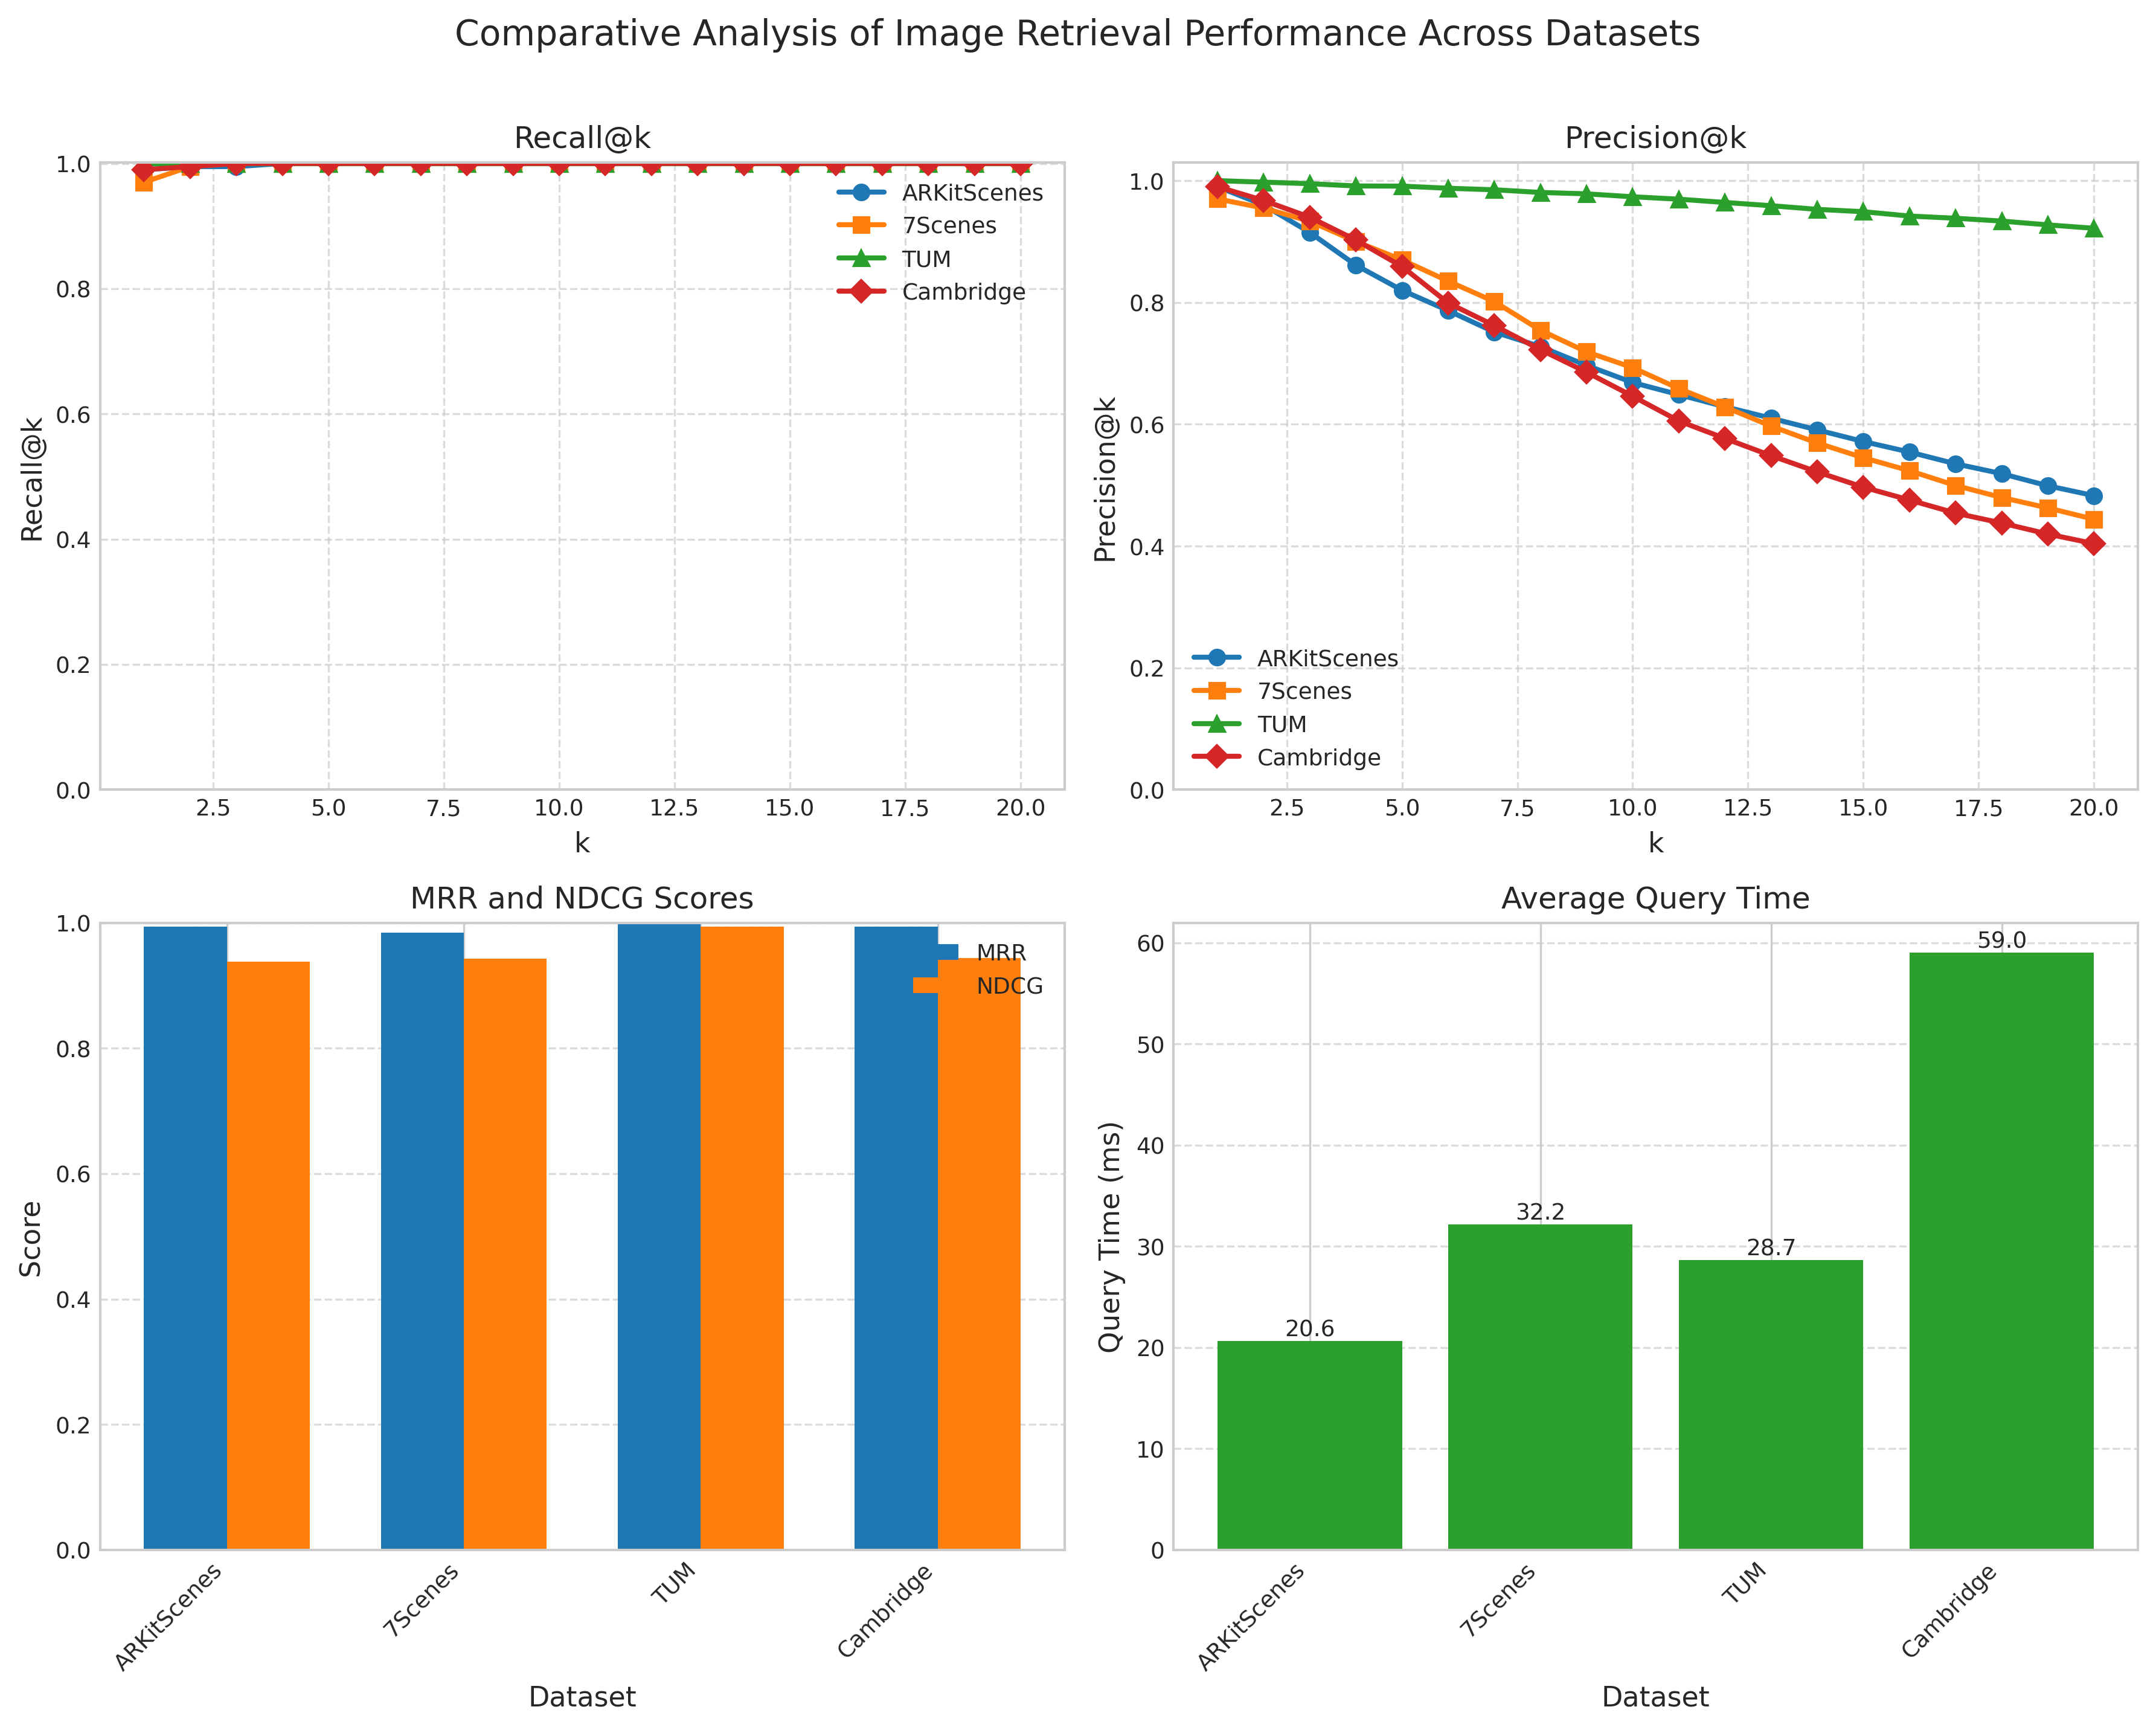 Comparative Analysis of Image Retrieval Performance Across Datasets
Recall@k
Recall@k
1.0
0.8
0.6
0.4
0.2
0.0
ARKitScenes
7Scenes
TUM
Cambridge
2.5 5.0 7.5 10.0 12.5 15.0 17.5 20.0
k
Precision@k
Precision@k
1.0
0.8
0.6
0.4
0.2
0.0
ARKitScenes
7Scenes
TUM
Cambridge
2.5 5.0 7.5 10.0 12.5 15.0 17.5 20.0
k
MRR and NDCG Scores
Score
1.0
0.8
0.6
0.4
0.2
0.0
MRR
NDCG
ARKitScenes
7Scenes
TUM
Cambridge
Dataset
Average Query Time
Query Time (ms)
60
50
40
30
20
10
0
20.6
32.2
28.7
59.0
ARKitScenes
7Scenes
TUM
Cambridge
Dataset